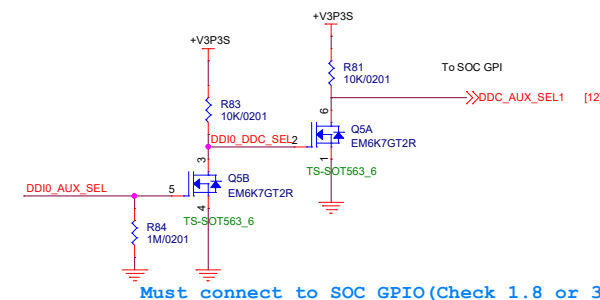 +V3P3S
+V3P3S
R81
10K/0201
To SOC GPI
DDC_AUX_SEL1 [12]
R83
10K/0201
6
Q5A
EM6K7GT2R
DDI0_DDC_SEL 2
1
TS-SOT563_6
3
Q5B
EM6K7GT2R
DDI0_AUX_SEL 5
4
TS-SOT563_6
R84
1M/0201
Must connect to SOC GPIO(Check 1.8 or 3